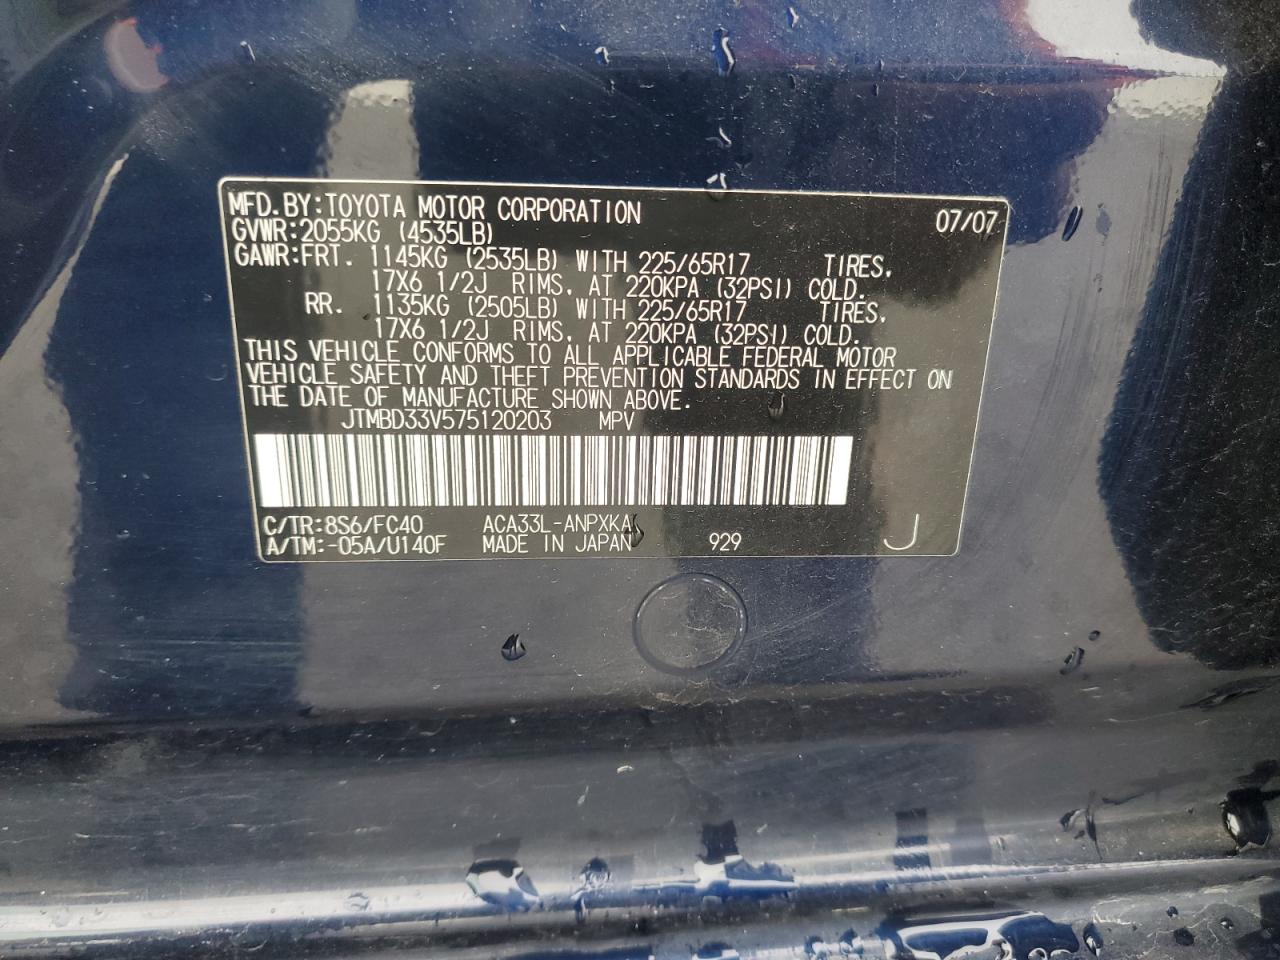 MFD.BY:TOYOTA MOTOR CORPORATION 07/07
GVWR:2055KG (4535LB)
GAWR:FRT. 1145KG (2535LB) WITH 225/65R17 TIRES,
17X6 1/2J RIMS, AT 220KPA (32PSI) COLD.
RR. 1135KG (2505LB) WITH 225/65R17 TIRES,
17X6 1/2J RIMS, AT 220KPA (32PSI) COLD.
THIS VEHICLE CONFORMS TO ALL APPLICABLE FEDERAL MOTOR
VEHICLE SAFETY AND THEFT PREVENTION STANDARDS IN EFFECT ON
THE DATE OF MANUFACTURE SHOWN ABOVE.
JTMBD33V575120203 MPV
C/TR:8S6/FC40 ACA33L-ANPXKA
A/TM:-05A/U140F MADE IN JAPAN 929 J